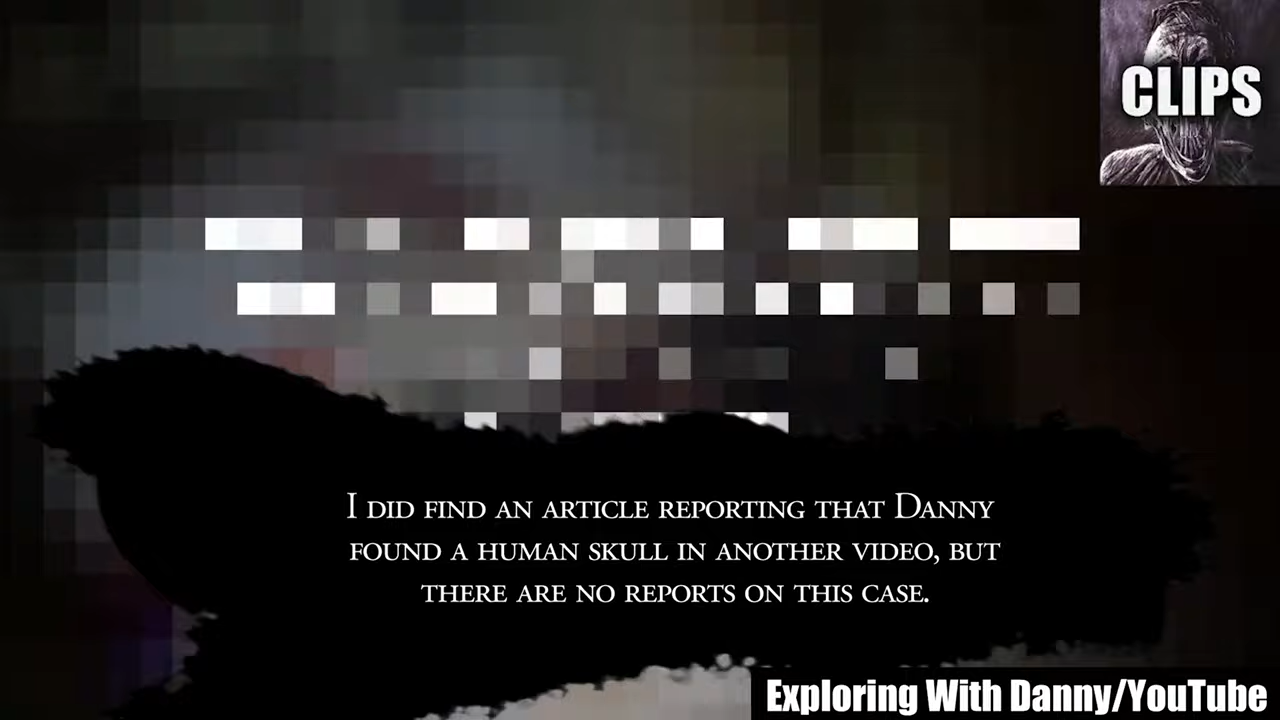 CLIPS
I DID FIND AN ARTICLE REPORTING THAT DANNY
FOUND A HUMAN SKULL IN ANOTHER VIDEO, BUT
THERE ARE NO REPORTS ON THIS CASE.
Exploring With Danny/YouTube